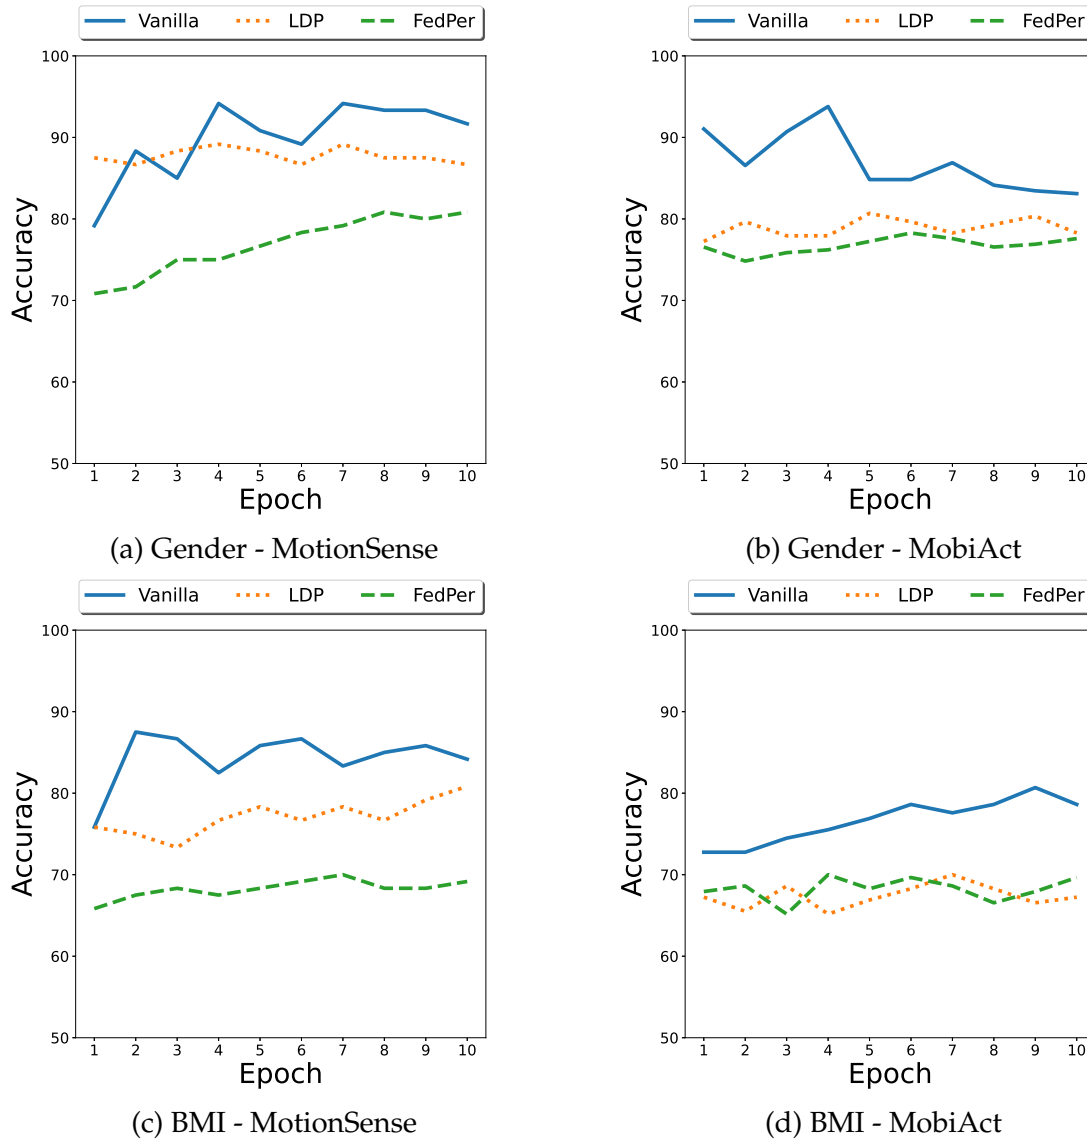 Vanilla LDP FedPer
100
90
80
70
60
50
Accuracy
1 2 3 4 5 6 7 8 9 10
Epoch
(a) Gender - MotionSense
Vanilla LDP FedPer
100
90
80
70
60
50
Accuracy
1 2 3 4 5 6 7 8 9 10
Epoch
(b) Gender - MobiAct
Vanilla LDP FedPer
100
90
80
70
60
50
Accuracy
1 2 3 4 5 6 7 8 9 10
Epoch
(c) BMI - MotionSense
Vanilla LDP FedPer
100
90
80
70
60
50
Accuracy
1 2 3 4 5 6 7 8 9 10
Epoch
(d) BMI - MobiAct